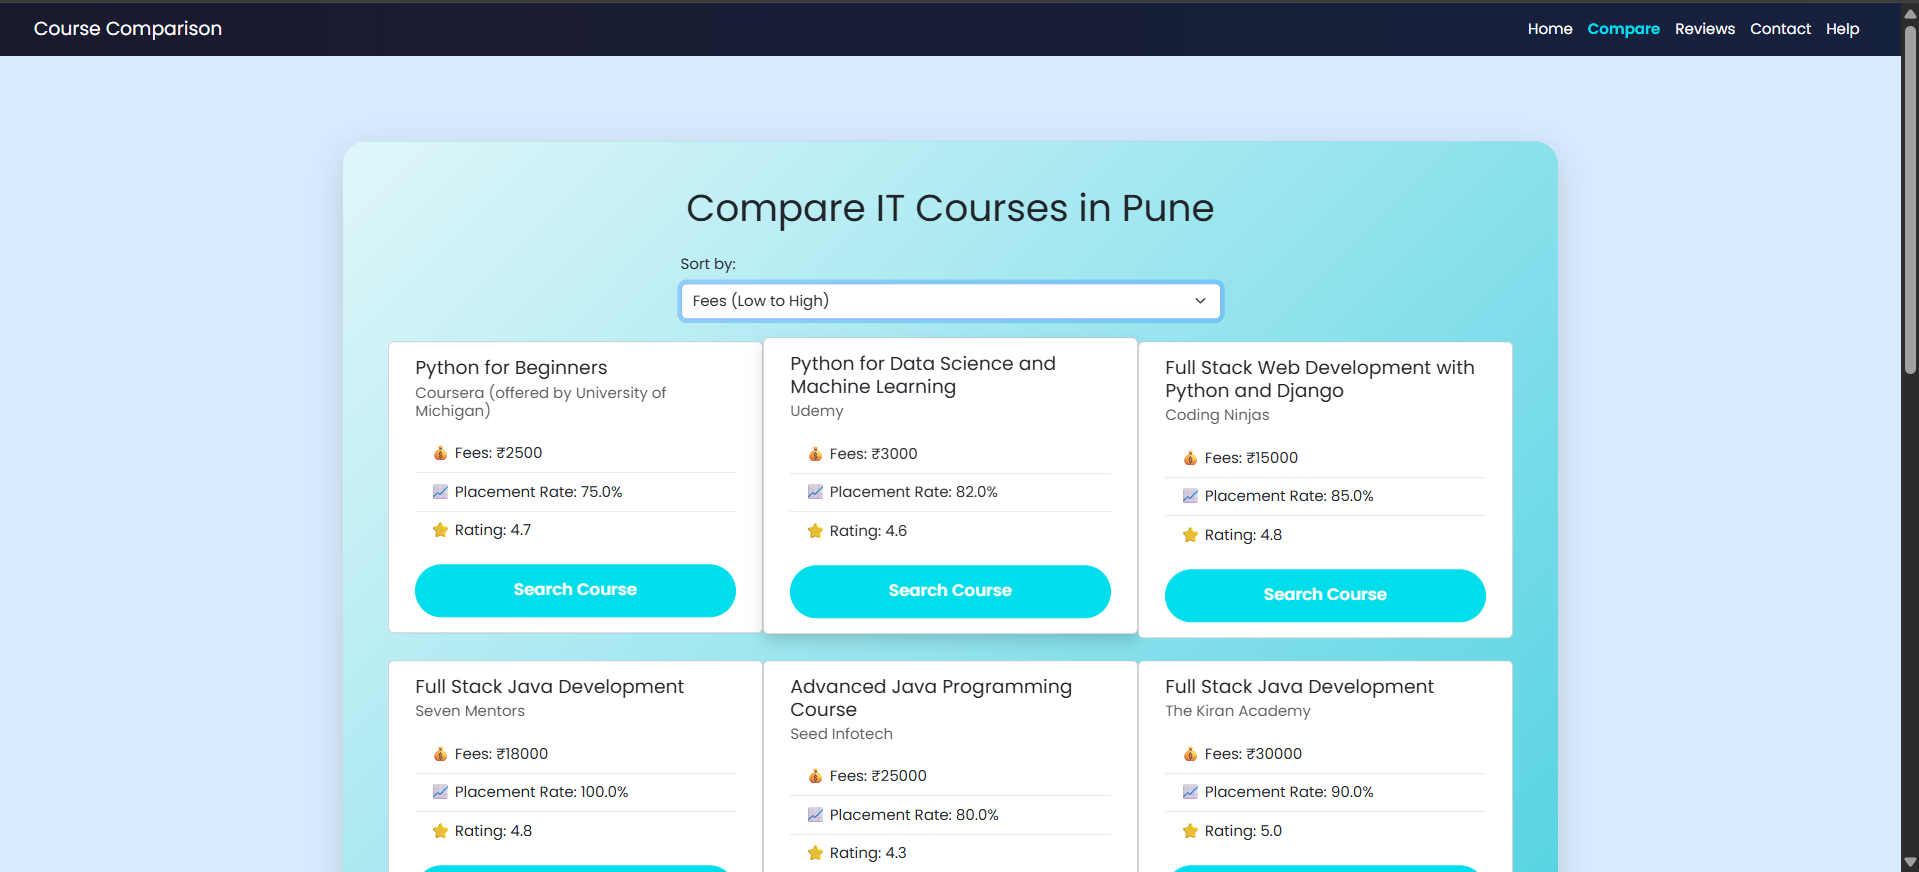 Course Comparison
Home Compare Reviews Contact Help
Compare IT Courses in Pune
Sort by:
Fees (Low to High)
Python for Beginners
Coursera (offered by University of
Michigan)
Fees: ₹2500
Placement Rate: 75.0%
Rating: 4.7
Search Course
Python for Data Science and
Machine Learning
Udemy
Fees: ₹3000
Placement Rate: 82.0%
Rating: 4.6
Search Course
Full Stack Web Development with
Python and Django
Coding Ninjas
Fees: ₹15000
Placement Rate: 85.0%
Rating: 4.8
Search Course
Full Stack Java Development
Seven Mentors
Fees: ₹18000
Placement Rate: 100.0%
Rating: 4.8
Advanced Java Programming
Course
Seed Infotech
Fees: ₹25000
Placement Rate: 80.0%
Rating: 4.3
Full Stack Java Development
The Kiran Academy
Fees: ₹30000
Placement Rate: 90.0%
Rating: 5.0